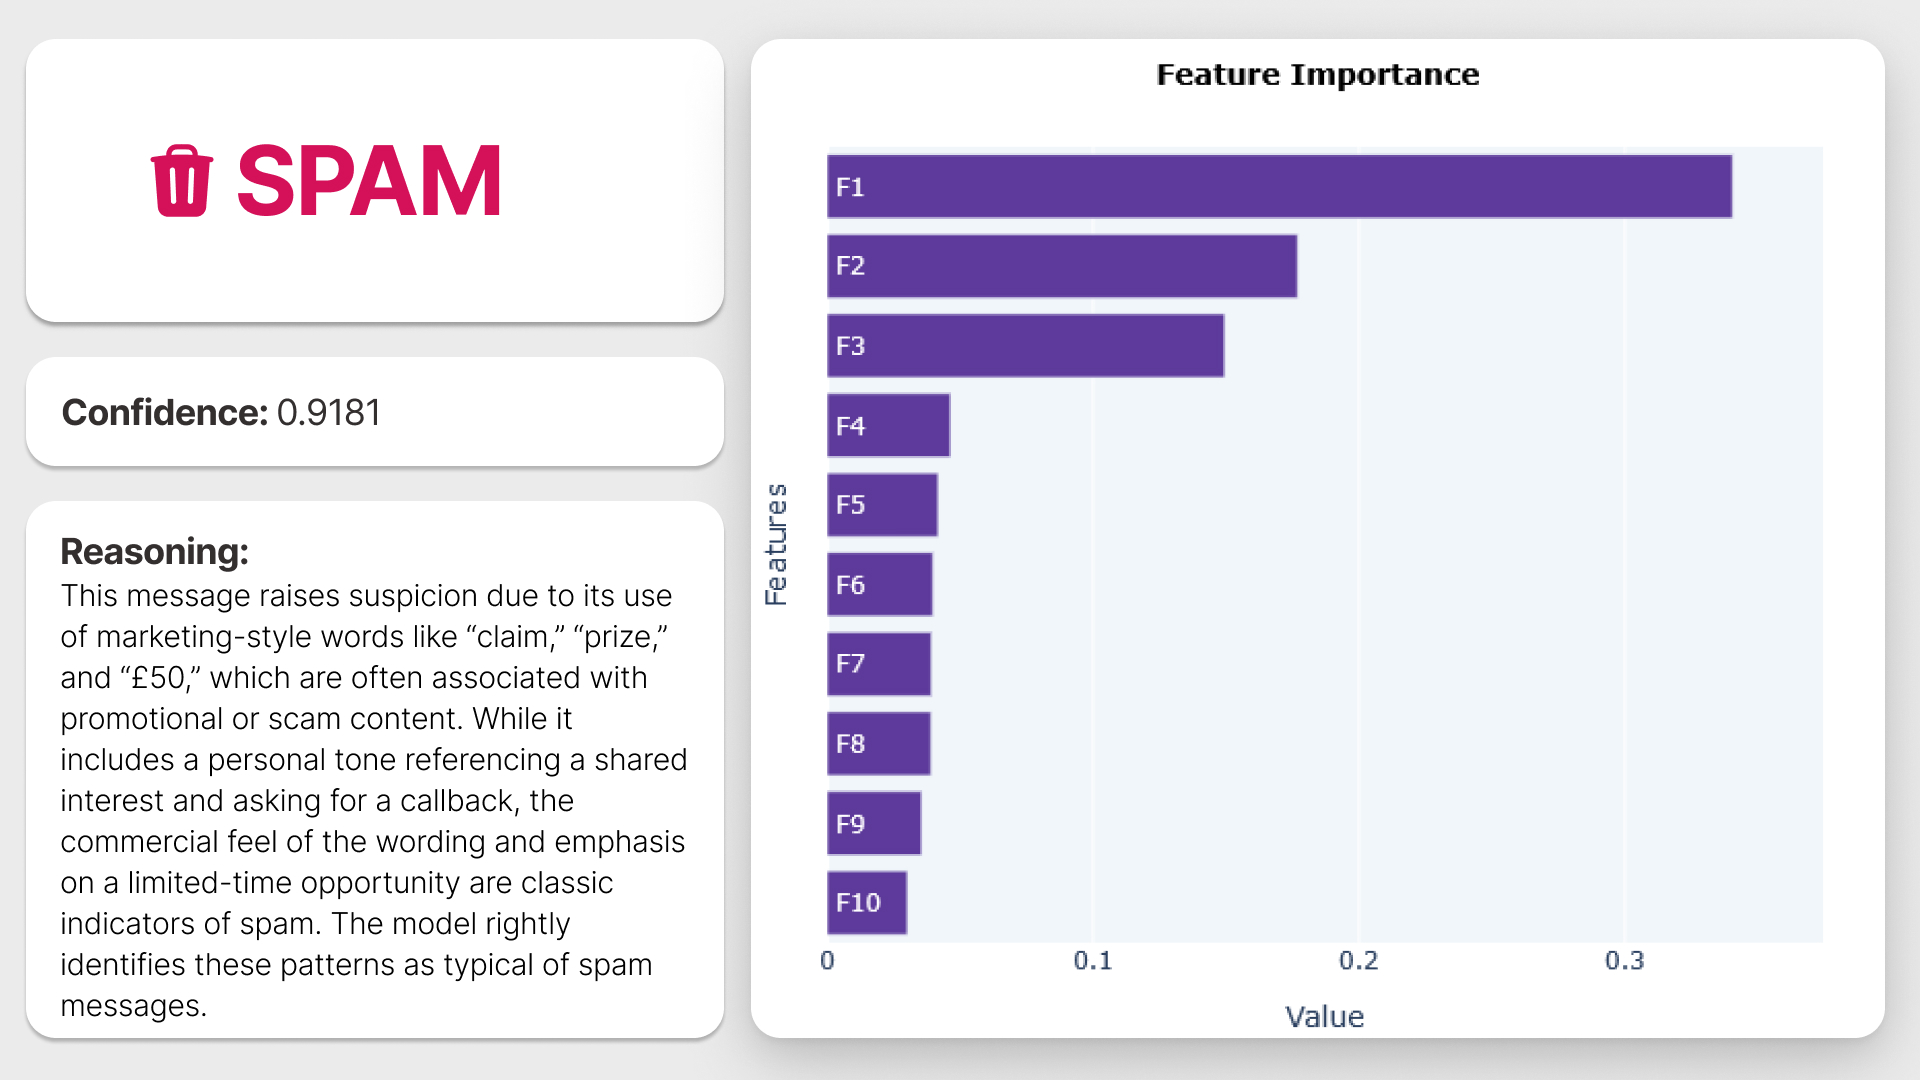 SPAM
Confidence: 0.9181
Reasoning:
This message raises suspicion due to its use
of marketing-style words like “claim,” “prize,”
and “£50,” which are often associated with
promotional or scam content. While it
includes a personal tone referencing a shared
interest and asking for a callback, the
commercial feel of the wording and emphasis
on a limited-time opportunity are classic
indicators of spam. The model rightly
identifies these patterns as typical of spam
messages.
Feature Importance
Features
F1
F2
F3
F4
F5
F6
F7
F8
F9
F10
0 0.1 0.2 0.3
Value